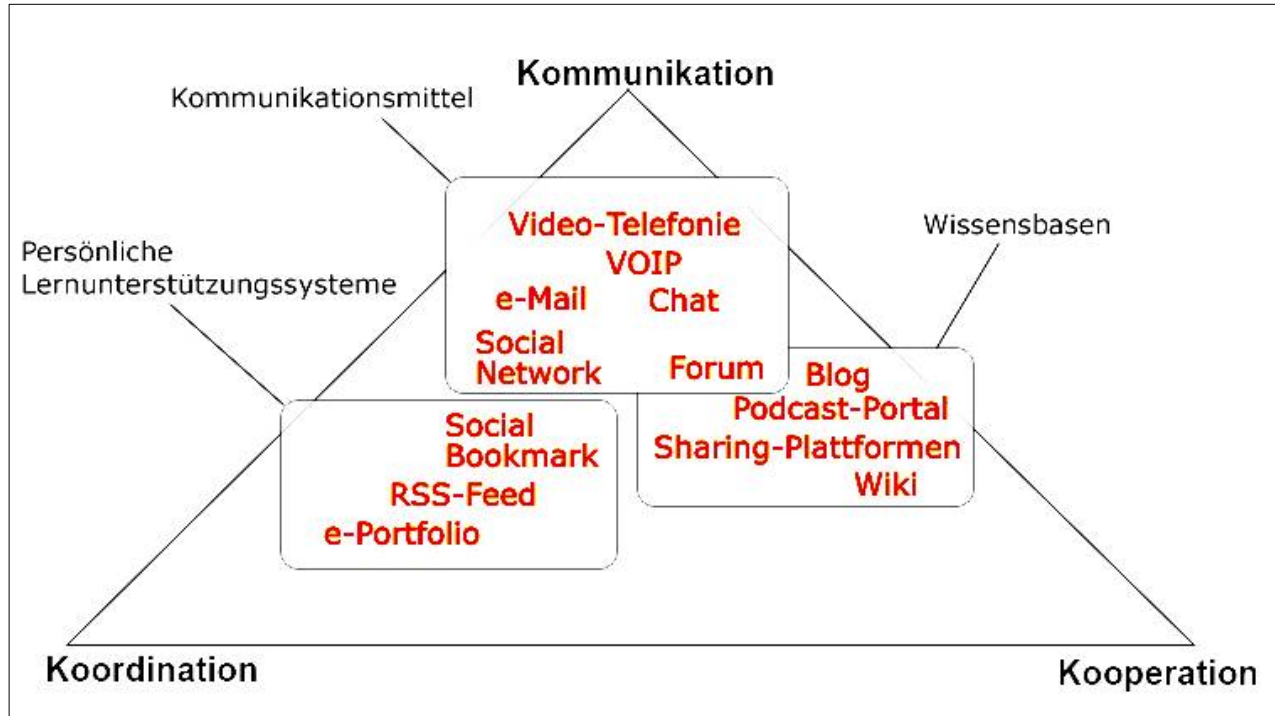 Kommunikation
Kommunikationsmittel
Video-Telefonie
VOIP
e-Mail
Chat
Social
Network
Forum
Persönliche
Lernunterstützungssysteme
Social
Bookmark
RSS-Feed
e-Portfolio
Wissensbasen
Blog
Podcast-Portal
Sharing-Plattformen
Wiki
Koordination
Kooperation